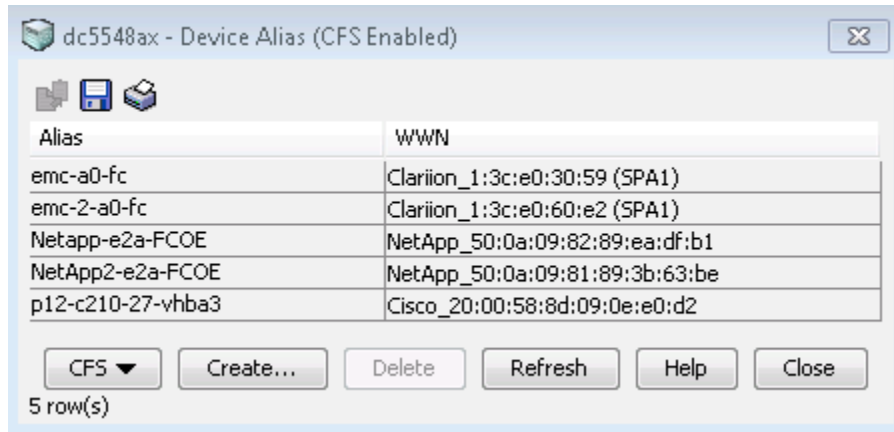 dc5548ax - Device Alias (CFS Enabled)
Alias WWN
emc-a0-fc Clariion_1:3c:e0:30:59 (SPA1)
emc-2-a0-fc Clariion_1:3c:e0:60:e2 (SPA1)
Netapp-e2a-FCOE NetApp_50:0a:09:82:89:ea:df:b1
NetApp2-e2a-FCOE NetApp_50:0a:09:81:89:3b:63:be
p12-c210-27-vhba3 Cisco_20:00:58:8d:09:0e:e0:d2
CFS Create... Delete Refresh Help Close
5 row(s)